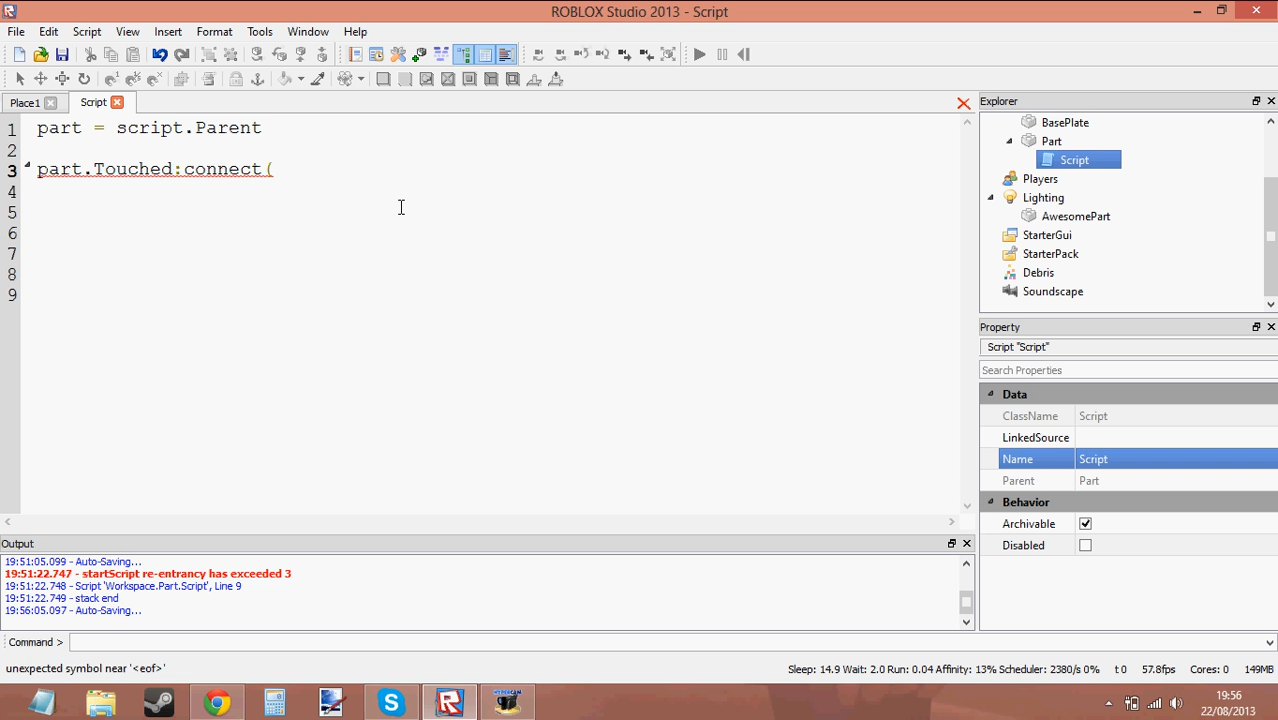 ROBLOX Studio 2013 - Script
File Edit Script View Insert Format Tools Window Help
Place1 Script
1 part = script.Parent
2
3 part.Touched:connect(
4
5
6
7
8
9
Explorer
BasePlate
Part
Script
Players
Lighting
AwesomePart
StarterGui
StarterPack
Debris
Soundscape
Property
Script "Script"
Search Properties
Data
ClassName Script
LinkedSource
Name Script
Parent Part
Behavior
Archivable
Disabled
Output
19:51:05.099 - Auto-Saving...
19:51:22.747 - startScript re-entrancy has exceeded 3
19:51:22.748 - Script 'Workspace.Part.Script', Line 9
19:51:22.749 - stack end
19:56:05.097 - Auto-Saving...
Command >
unexpected symbol near '<eof>'
Sleep: 14.9 Wait: 2.0 Run: 0.04 Affinity: 13% Scheduler: 2380/s 0% t 0 57.8fps Cores: 0 149MB
19:56
22/08/2013